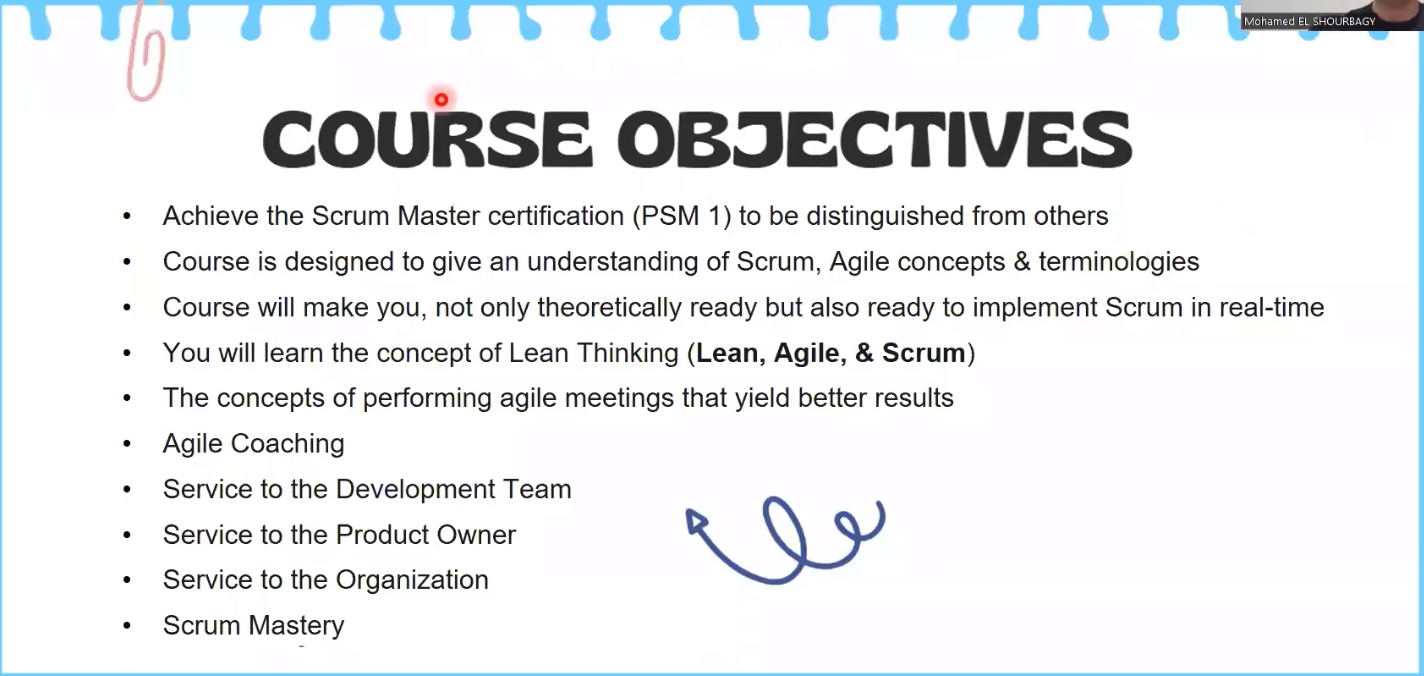 Mohamed EL SHOURBAGY
COURSE OBJECTIVES
• Achieve the Scrum Master certification (PSM 1) to be distinguished from others
• Course is designed to give an understanding of Scrum, Agile concepts & terminologies
• Course will make you, not only theoretically ready but also ready to implement Scrum in real-time
• You will learn the concept of Lean Thinking (Lean, Agile, & Scrum)
• The concepts of performing agile meetings that yield better results
• Agile Coaching
• Service to the Development Team
• Service to the Product Owner
• Service to the Organization
• Scrum Mastery